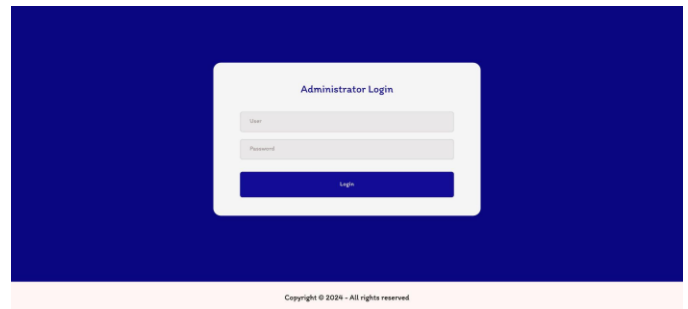 Administrator Login
User
Password
Login
Copyright © 2024 - All rights reserved